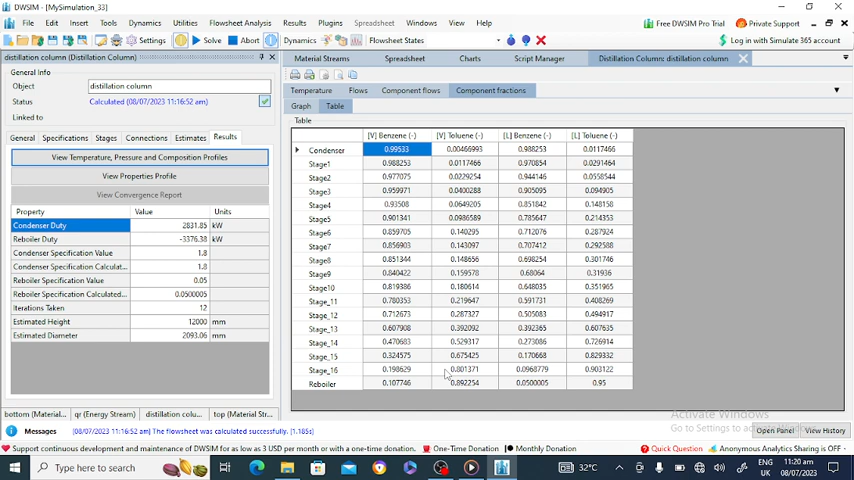 DWSIM - [MySimulation_33]
File Edit Insert Tools Dynamics Utilities Flowsheet Analysis Results Plugins Spreadsheet Windows View Help Free DWSIM Pro Trial Private Support
Settings Solve Abort Dynamics Flowsheet States Log in with Simulate 365 account
distillation column (Distillation Column)
Material Streams Spreadsheet Charts Script Manager Distillation Column: distillation column
General Info
Object distillation column
Status Calculated (08/07/2023 11:16:52 am)
Linked to
General Specifications Stages Connections Estimates Results
View Temperature, Pressure and Composition Profiles
View Properties Profile
View Convergence Report
Property Value Units
Condenser Duty 2831.85 kW
Reboiler Duty -3376.38 kW
Condenser Specification Value 1.8
Condenser Specification Calculat... 1.8
Reboiler Specification Value 0.05
Reboiler Specification Calculated... 0.0500005
Iterations Taken 12
Estimated Height 12000 mm
Estimated Diameter 2093.06 mm
Temperature Flows Component flows Component fractions
Graph Table
Table
[V] Benzene (-) [V] Toluene (-) [L] Benzene (-) [L] Toluene (-)
Condenser 0.99533 0.00466993 0.988253 0.0117466
Stage1 0.988253 0.0117466 0.970854 0.0291464
Stage2 0.977075 0.0229254 0.944146 0.0558544
Stage3 0.959971 0.0400288 0.905095 0.094905
Stage4 0.93508 0.0649205 0.851842 0.148158
Stage5 0.901341 0.0986589 0.785647 0.214353
Stage6 0.859705 0.140295 0.712076 0.287924
Stage7 0.856903 0.143097 0.707412 0.292588
Stage8 0.851344 0.148656 0.698254 0.301746
Stage9 0.840422 0.159578 0.68064 0.31936
Stage10 0.819386 0.180614 0.648035 0.351965
Stage_11 0.780353 0.219647 0.591731 0.408269
Stage_12 0.712673 0.287327 0.505083 0.494917
Stage_13 0.607908 0.392092 0.392365 0.607635
Stage_14 0.470683 0.529317 0.273086 0.726914
Stage_15 0.324575 0.675425 0.170668 0.829332
Stage_16 0.198629 0.801371 0.0968779 0.903122
Reboiler 0.107746 0.892254 0.0500005 0.95
Activate Windows
Go to Settings to
bottom (Material... qr (Energy Stream) distillation colu... top (Material Str...
Messages [08/07/2023 11:16:52 am] The flowsheet was calculated successfully. (1.185s) Open Panel View History
Support continuous development and maintenance of DWSIM for as low as 3 USD per month or with a one-time donation. One-Time Donation Monthly Donation Quick Question Anonymous Analytics Sharing is OFF
Type here to search 32°C ENG UK 11:20 am 08/07/2023